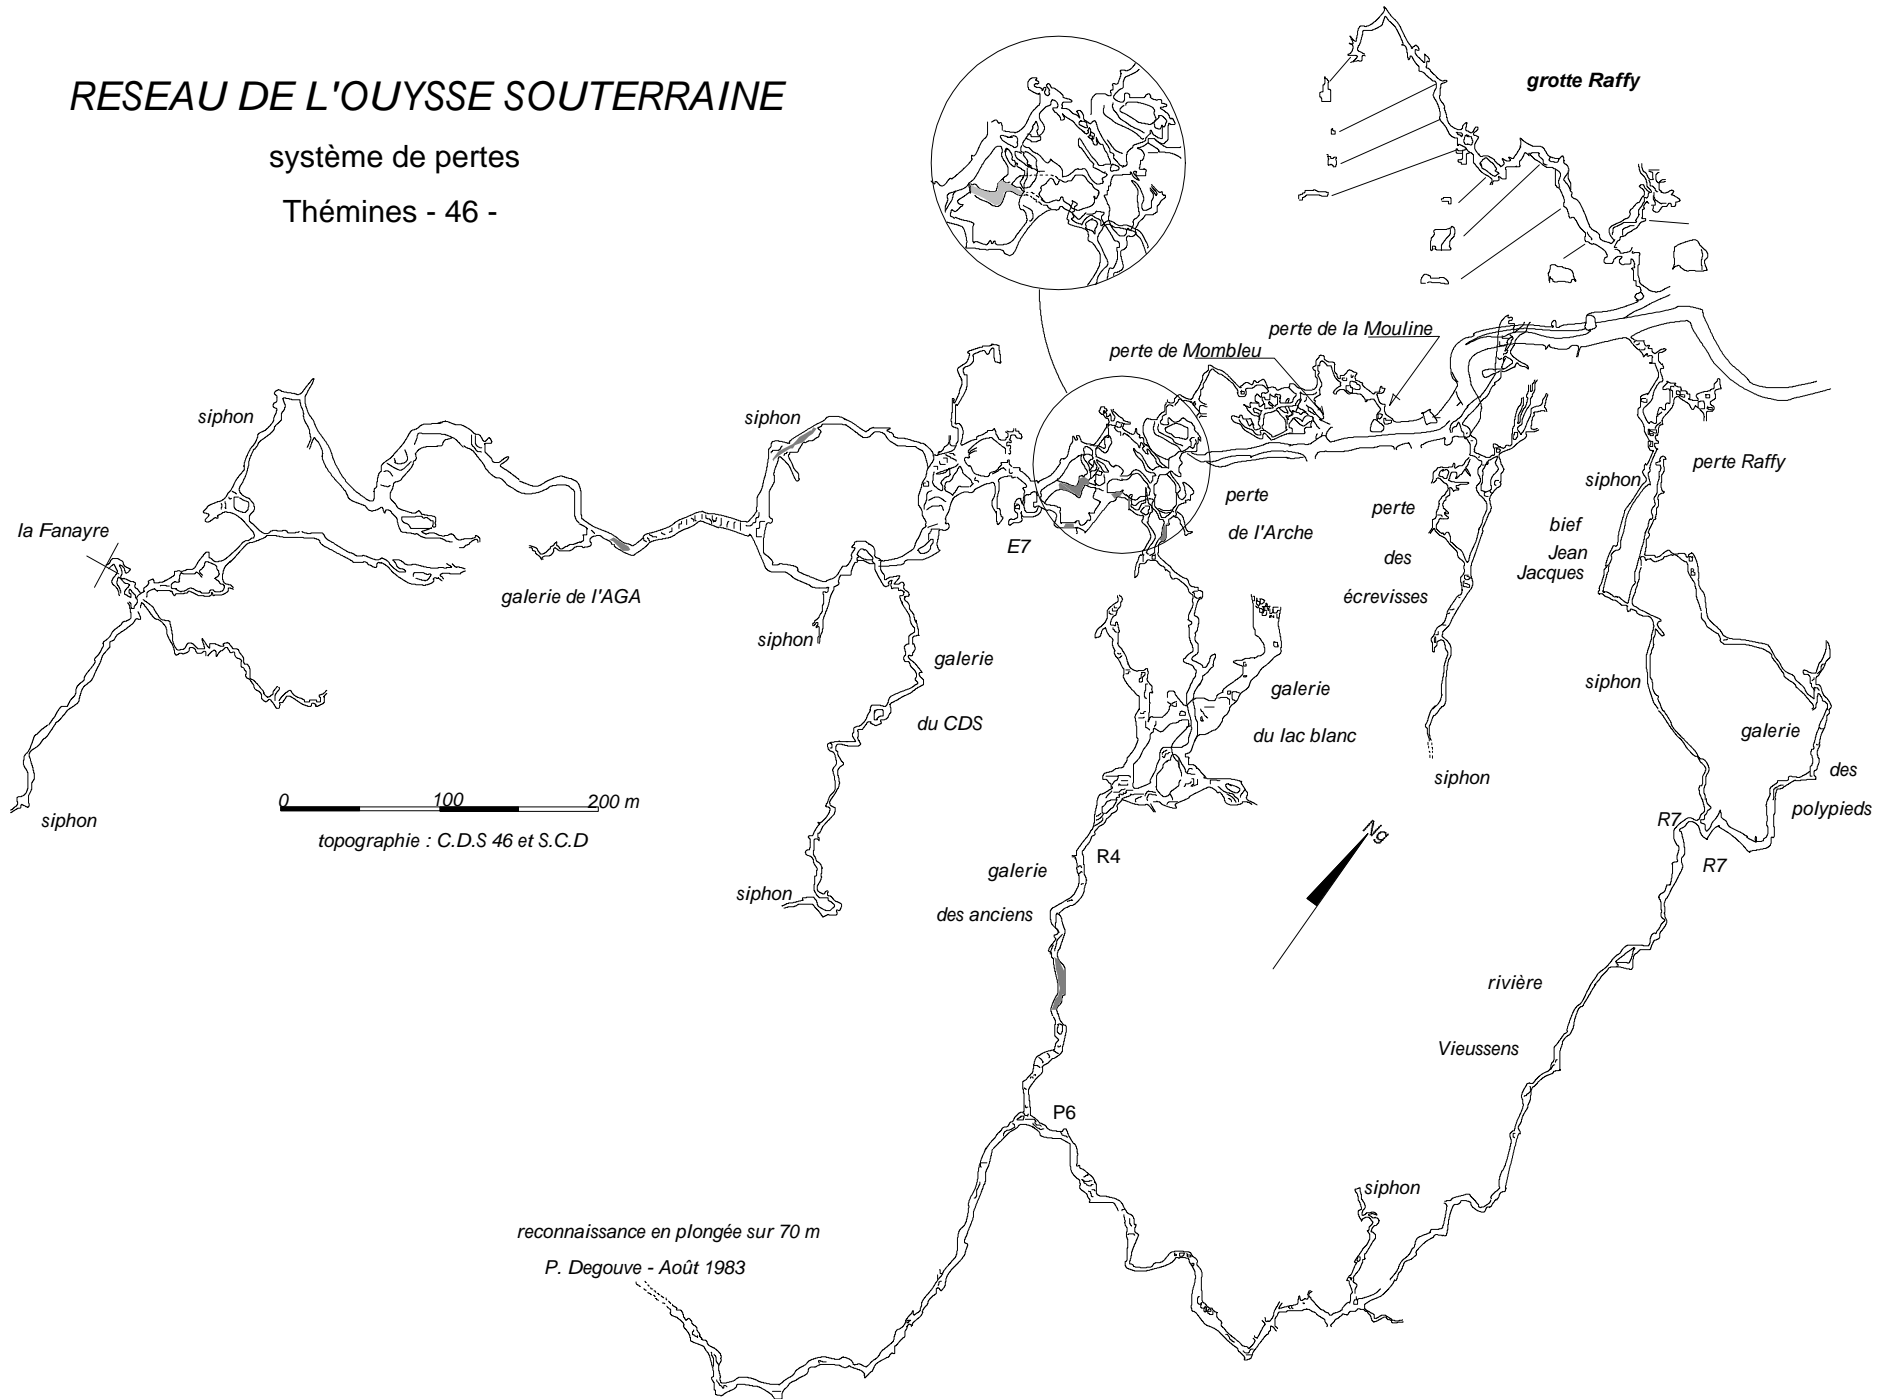 RESEAU DE L'OUYSSE SOUTERRAINE
système de pertes
Thémines - 46 -
grotte Raffy
perte de la Mouline
perte de Mombleu
siphon
siphon
perte Raffy
siphon
perte
de l'Arche
perte
des
écrevisses
bief
Jean
Jacques
la Fanayre
E7
galerie de l'AGA
siphon
galerie
du CDS
galerie
du lac blanc
siphon
galerie
des
polypieds
siphon
siphon
0 100 200 m
topographie : C.D.S 46 et S.C.D
R7
R7
Ng
R4
galerie
des anciens
siphon
rivière
Vieussens
P6
siphon
reconnaissance en plongée sur 70 m
P. Degouve - Août 1983